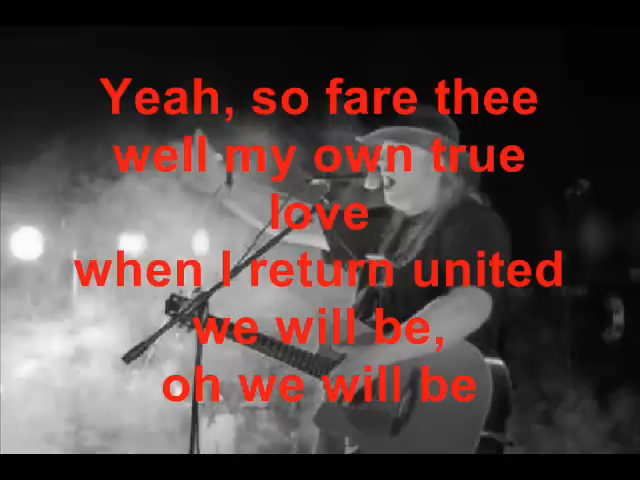 Yeah, so fare thee
well my own true
love
when I return united
we will be,
oh we will be